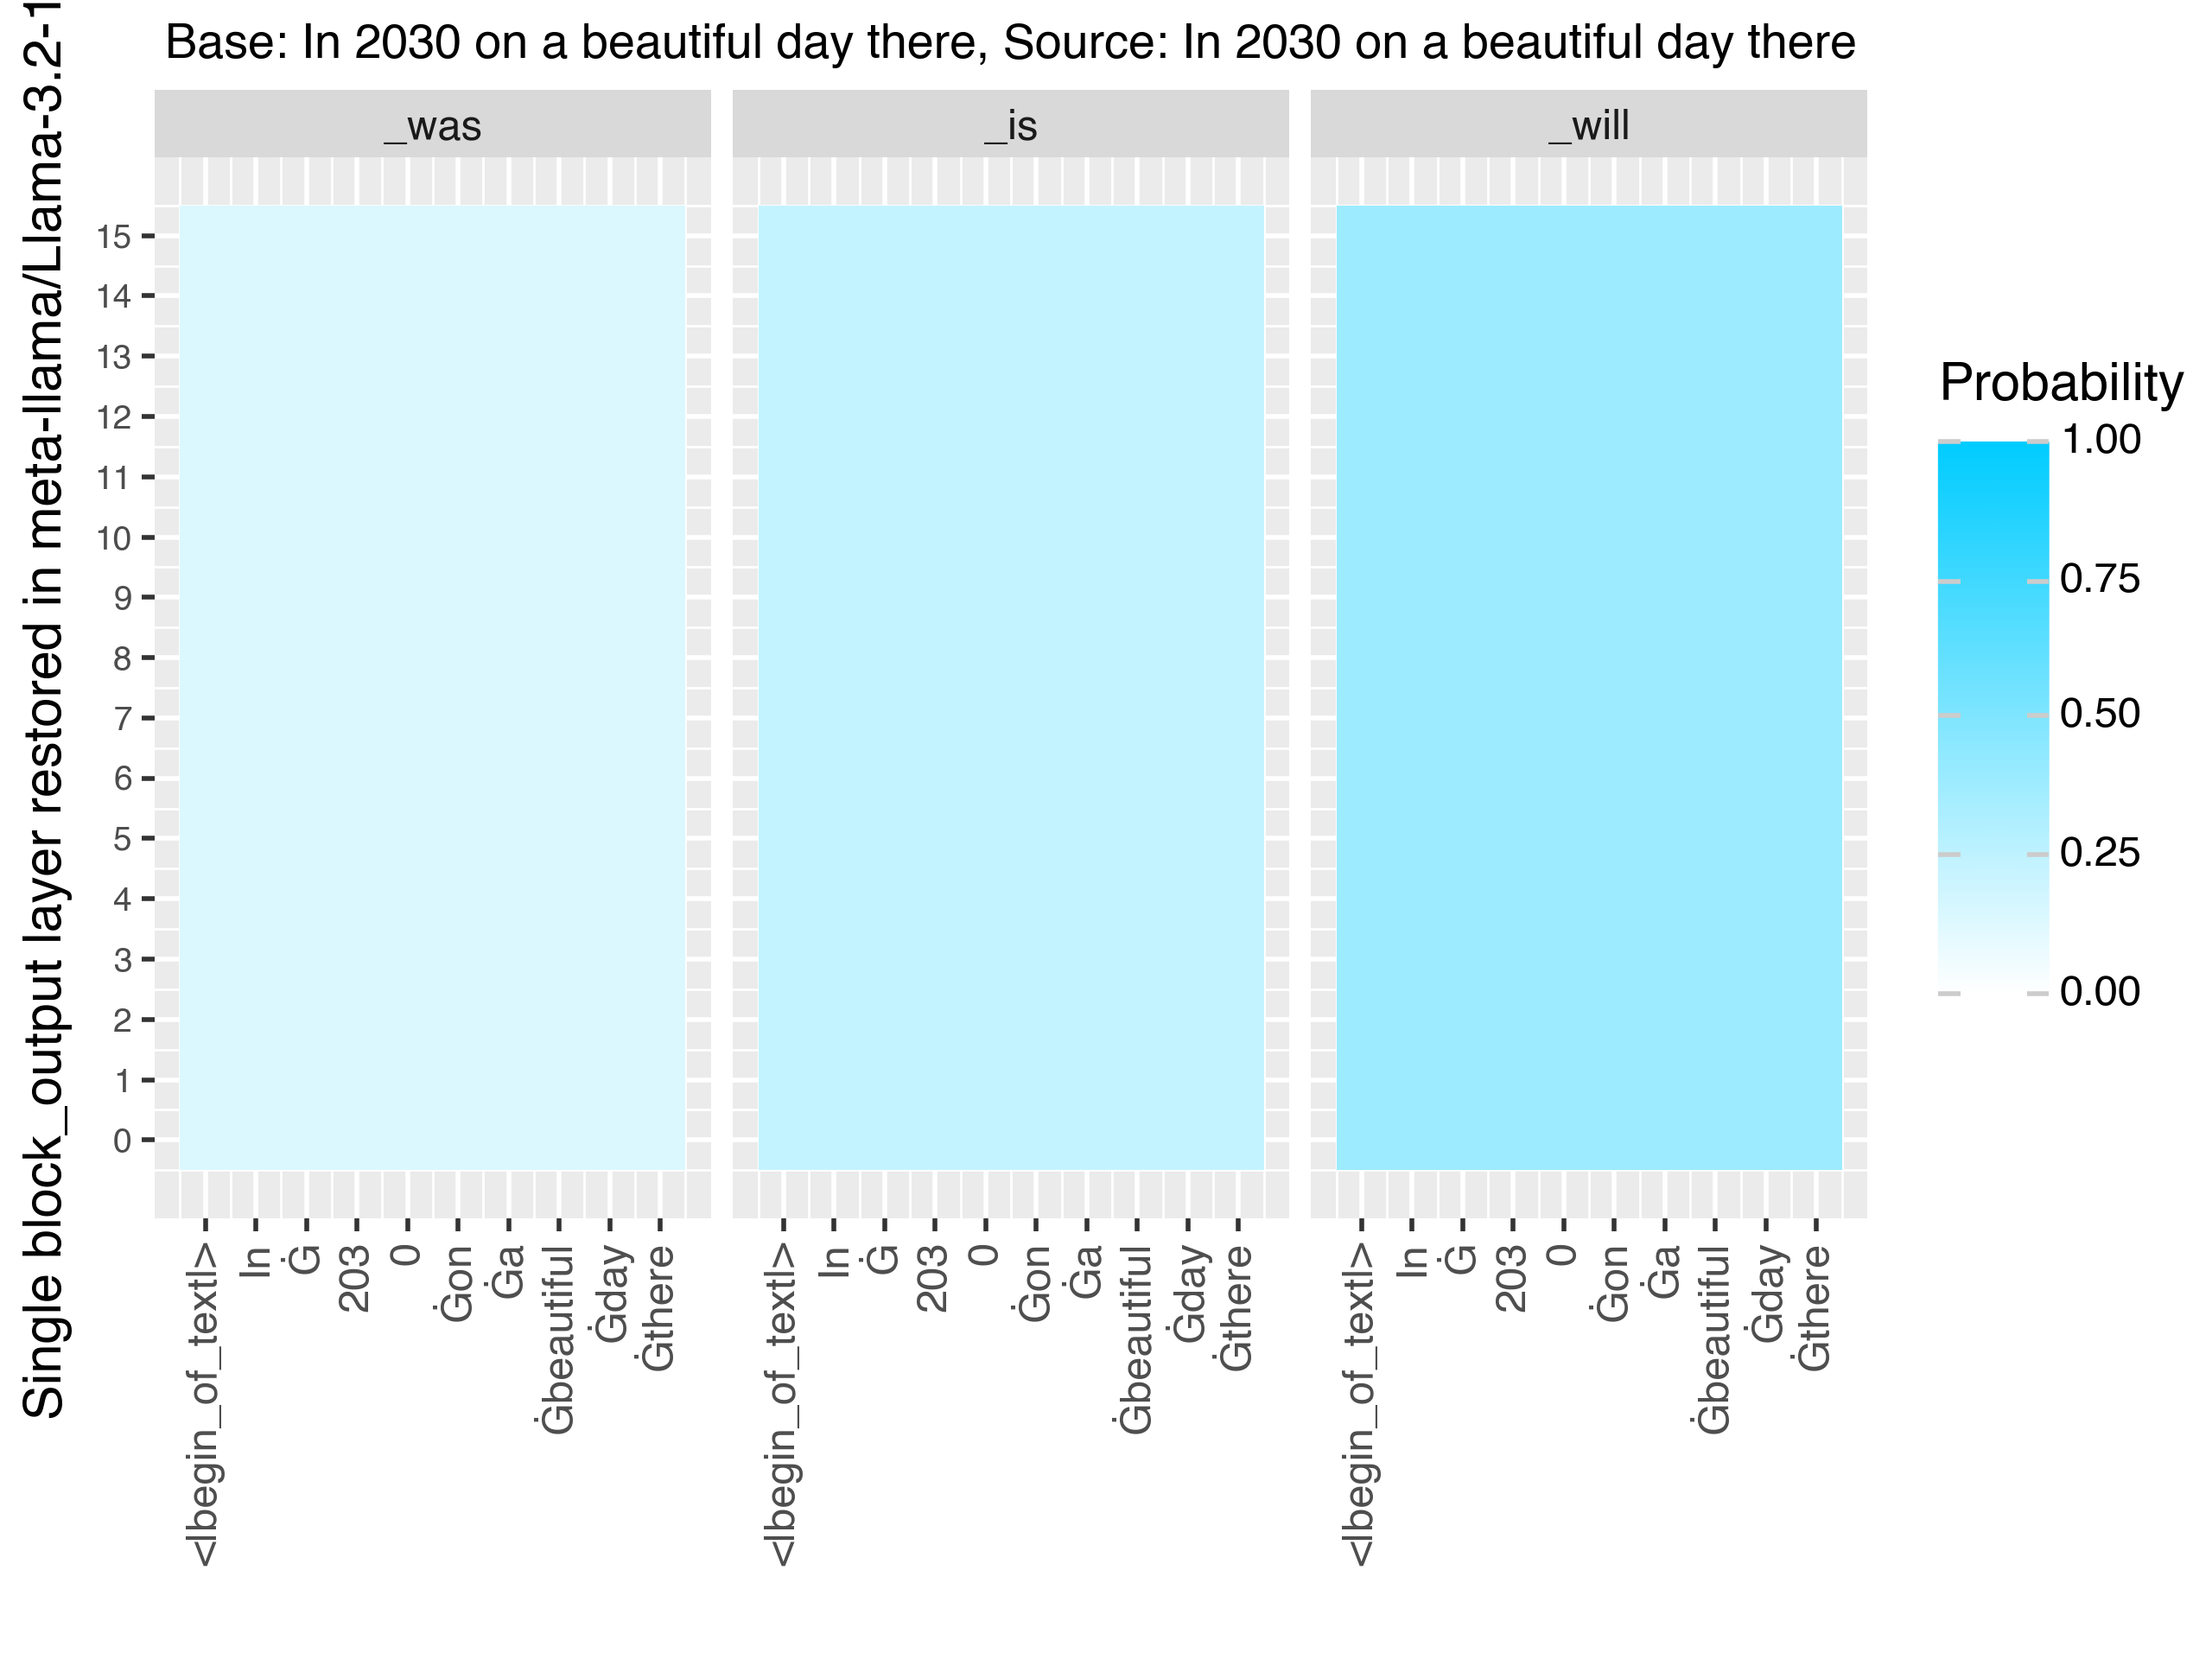 Base: In 2030 on a beautiful day there, Source: In 2030 on a beautiful day there
Single block_output layer restored in meta-llama/Llama-3.2-1
_was
_is
_will
15
14
13
12
11
10
9
8
7
6
5
4
3
2
1
0
<|begin_of_text|>
In
Ġ
203
0
Ġon
Ġa
Ġbeautiful
Ġday
Ġthere
<|begin_of_text|>
In
Ġ
203
0
Ġon
Ġa
Ġbeautiful
Ġday
Ġthere
<|begin_of_text|>
In
Ġ
203
0
Ġon
Ġa
Ġbeautiful
Ġday
Ġthere
Probability
1.00
0.75
0.50
0.25
0.00